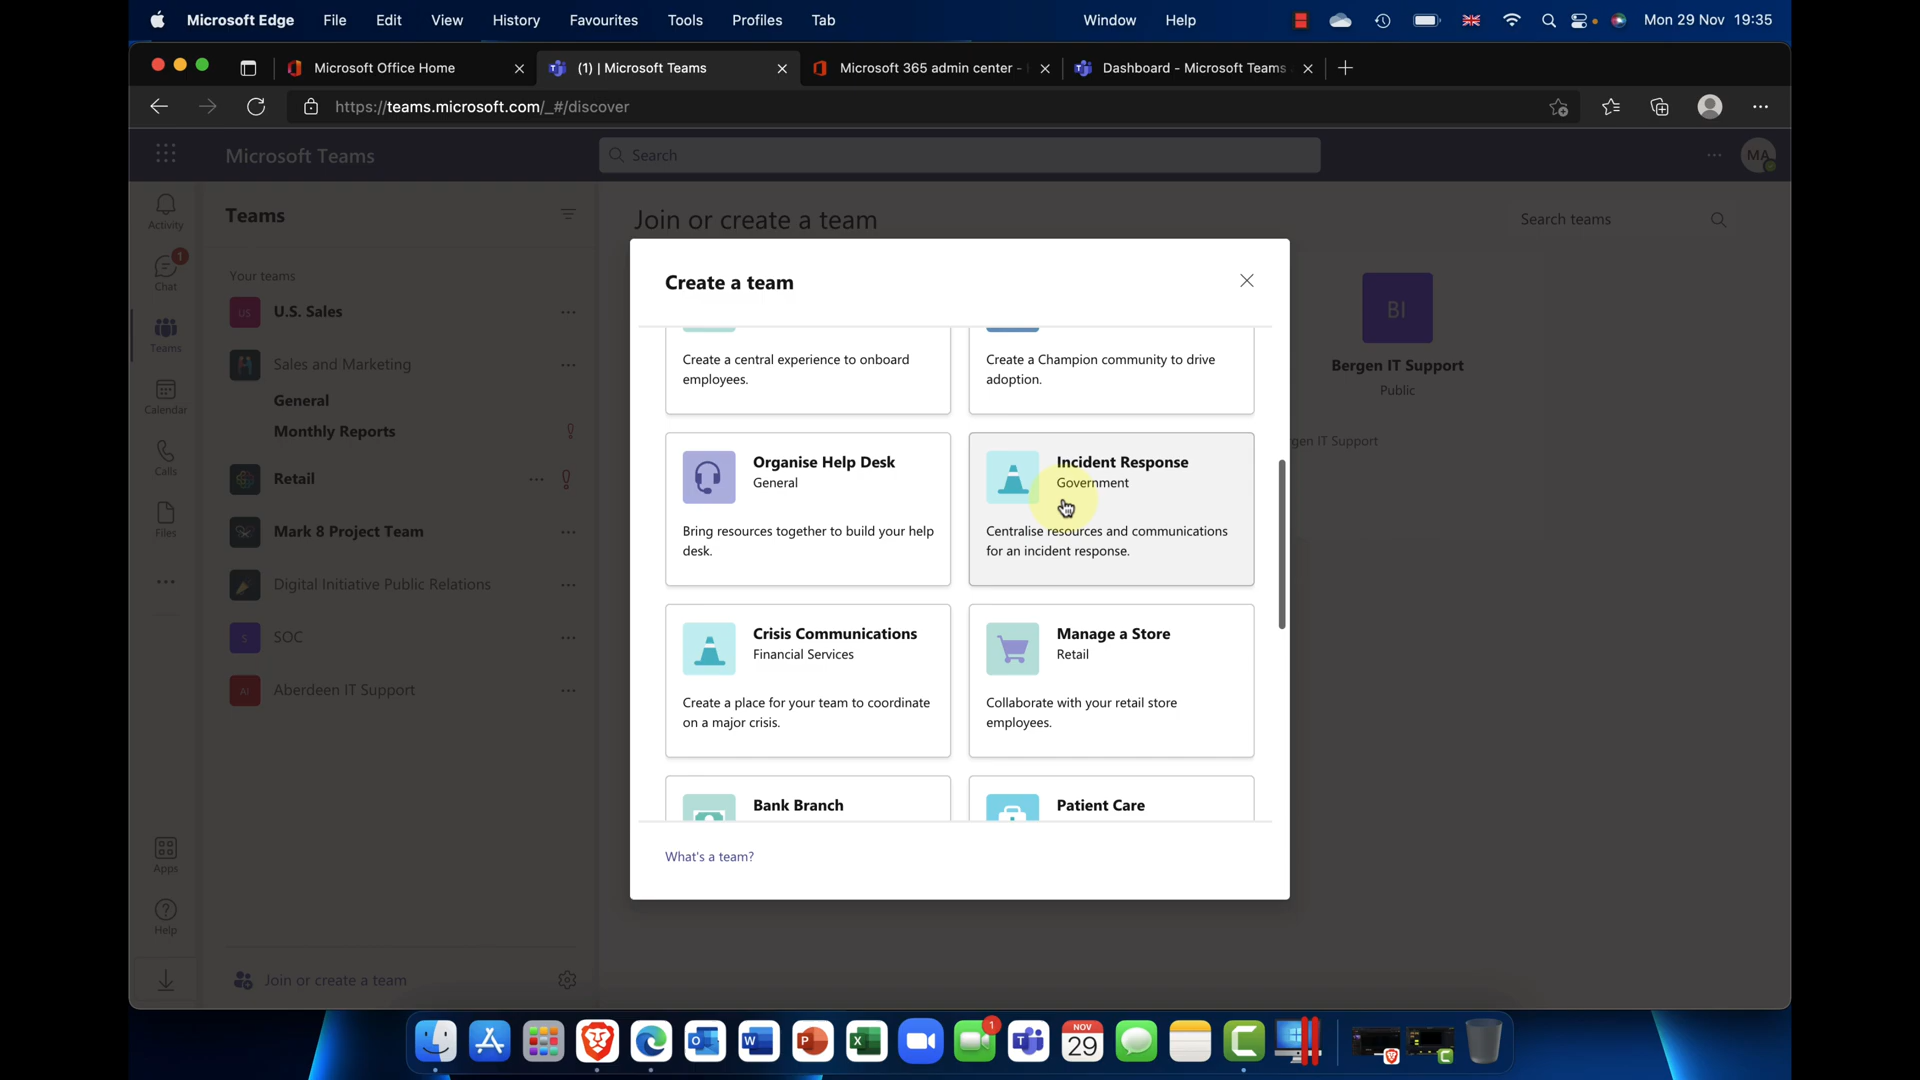 Microsoft Edge File Edit View History Favourites Tools Profiles Tab Window Help Mon 29 Nov 19:35
Microsoft Office Home (1) | Microsoft Teams Microsoft 365 admin center - Dashboard - Microsoft Teams
https://teams.microsoft.com/_#/discover
Microsoft Teams
Search
MA
Activity
Chat
1
Teams
Calendar
Calls
Files
Apps
Help
Teams
Your teams
US U.S. Sales
Sales and Marketing
General
Monthly Reports
Retail
Mark 8 Project Team
Digital Initiative Public Relations
S SOC
AI Aberdeen IT Support
Join or create a team
Join or create a team
Search teams
BI
Bergen IT Support
Public
gen IT Support
Create a team
Create a central experience to onboard
employees.
Create a Champion community to drive
adoption.
Organise Help Desk
General
Bring resources together to build your help
desk.
Incident Response
Government
Centralise resources and communications
for an incident response.
Crisis Communications
Financial Services
Create a place for your team to coordinate
on a major crisis.
Manage a Store
Retail
Collaborate with your retail store
employees.
Bank Branch
Patient Care
What's a team?
1
NOV
29